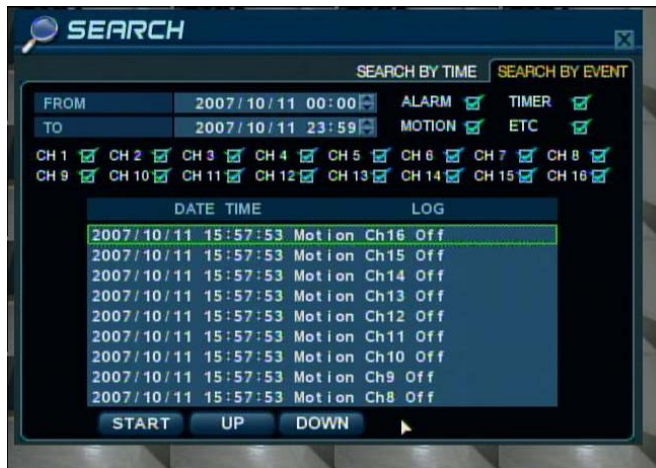 SEARCH
SEARCH BY TIME SEARCH BY EVENT
FROM 2007/10/11 00:00 ALARM TIMER
TO 2007/10/11 23:59 MOTION ETC
CH 1 CH 2 CH 3 CH 4 CH 5 CH 6 CH 7 CH 8
CH 9 CH 10 CH 11 CH 12 CH 13 CH 14 CH 15 CH 16
DATE TIME LOG
2007/10/11 15:57:53 Motion Ch16 Off
2007/10/11 15:57:53 Motion Ch15 Off
2007/10/11 15:57:53 Motion Ch14 Off
2007/10/11 15:57:53 Motion Ch13 Off
2007/10/11 15:57:53 Motion Ch12 Off
2007/10/11 15:57:53 Motion Ch11 Off
2007/10/11 15:57:53 Motion Ch10 Off
2007/10/11 15:57:53 Motion Ch9 Off
2007/10/11 15:57:53 Motion Ch8 Off
START UP DOWN